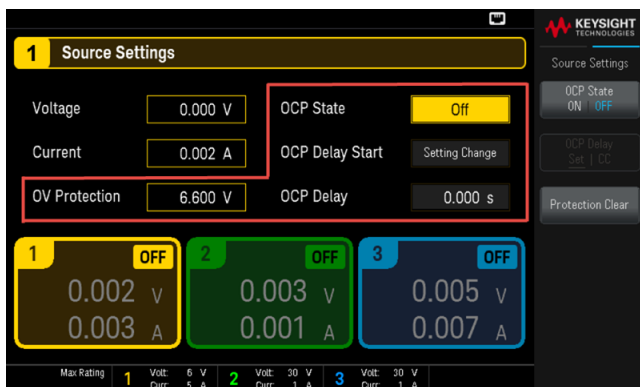 KEYSIGHT
TECHNOLOGIES
1 Source Settings
Source Settings
Voltage 0.000 V OCP State Off
OCP State
ON | OFF
Current 0.002 A OCP Delay Start Setting Change
OCP Delay
Set | CC
OV Protection 6.600 V OCP Delay 0.000 s
Protection Clear
1 OFF 2 OFF 3 OFF
0.002 V 0.003 V 0.005 V
0.003 A 0.001 A 0.007 A
Max Rating 1 Volt: 6 V 2 Volt: 30 V 3 Volt: 30 V
Curr: 5 A Curr: 1 A Curr: 1 A